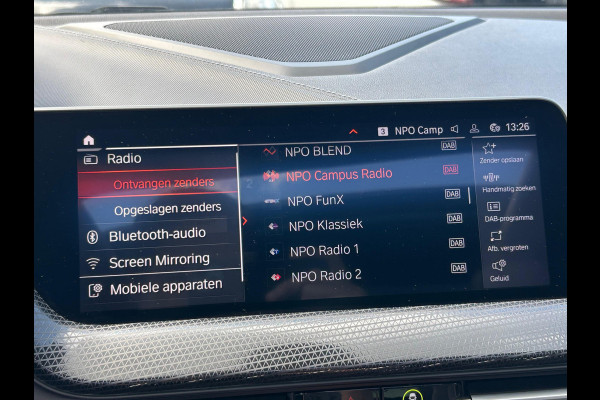 3 NPO Camp 13:26
Radio
Ontvangen zenders
Opgeslagen zenders
Bluetooth-audio
Screen Mirroring
Mobiele apparaten
NPO BLEND DAB
NPO Campus Radio DAB
NPO FunX DAB
NPO Klassiek DAB
NPO Radio 1 DAB
NPO Radio 2 DAB
Zender opslaan
Handmatig zoeken
DAB-programma
Afb. vergroten
Geluid